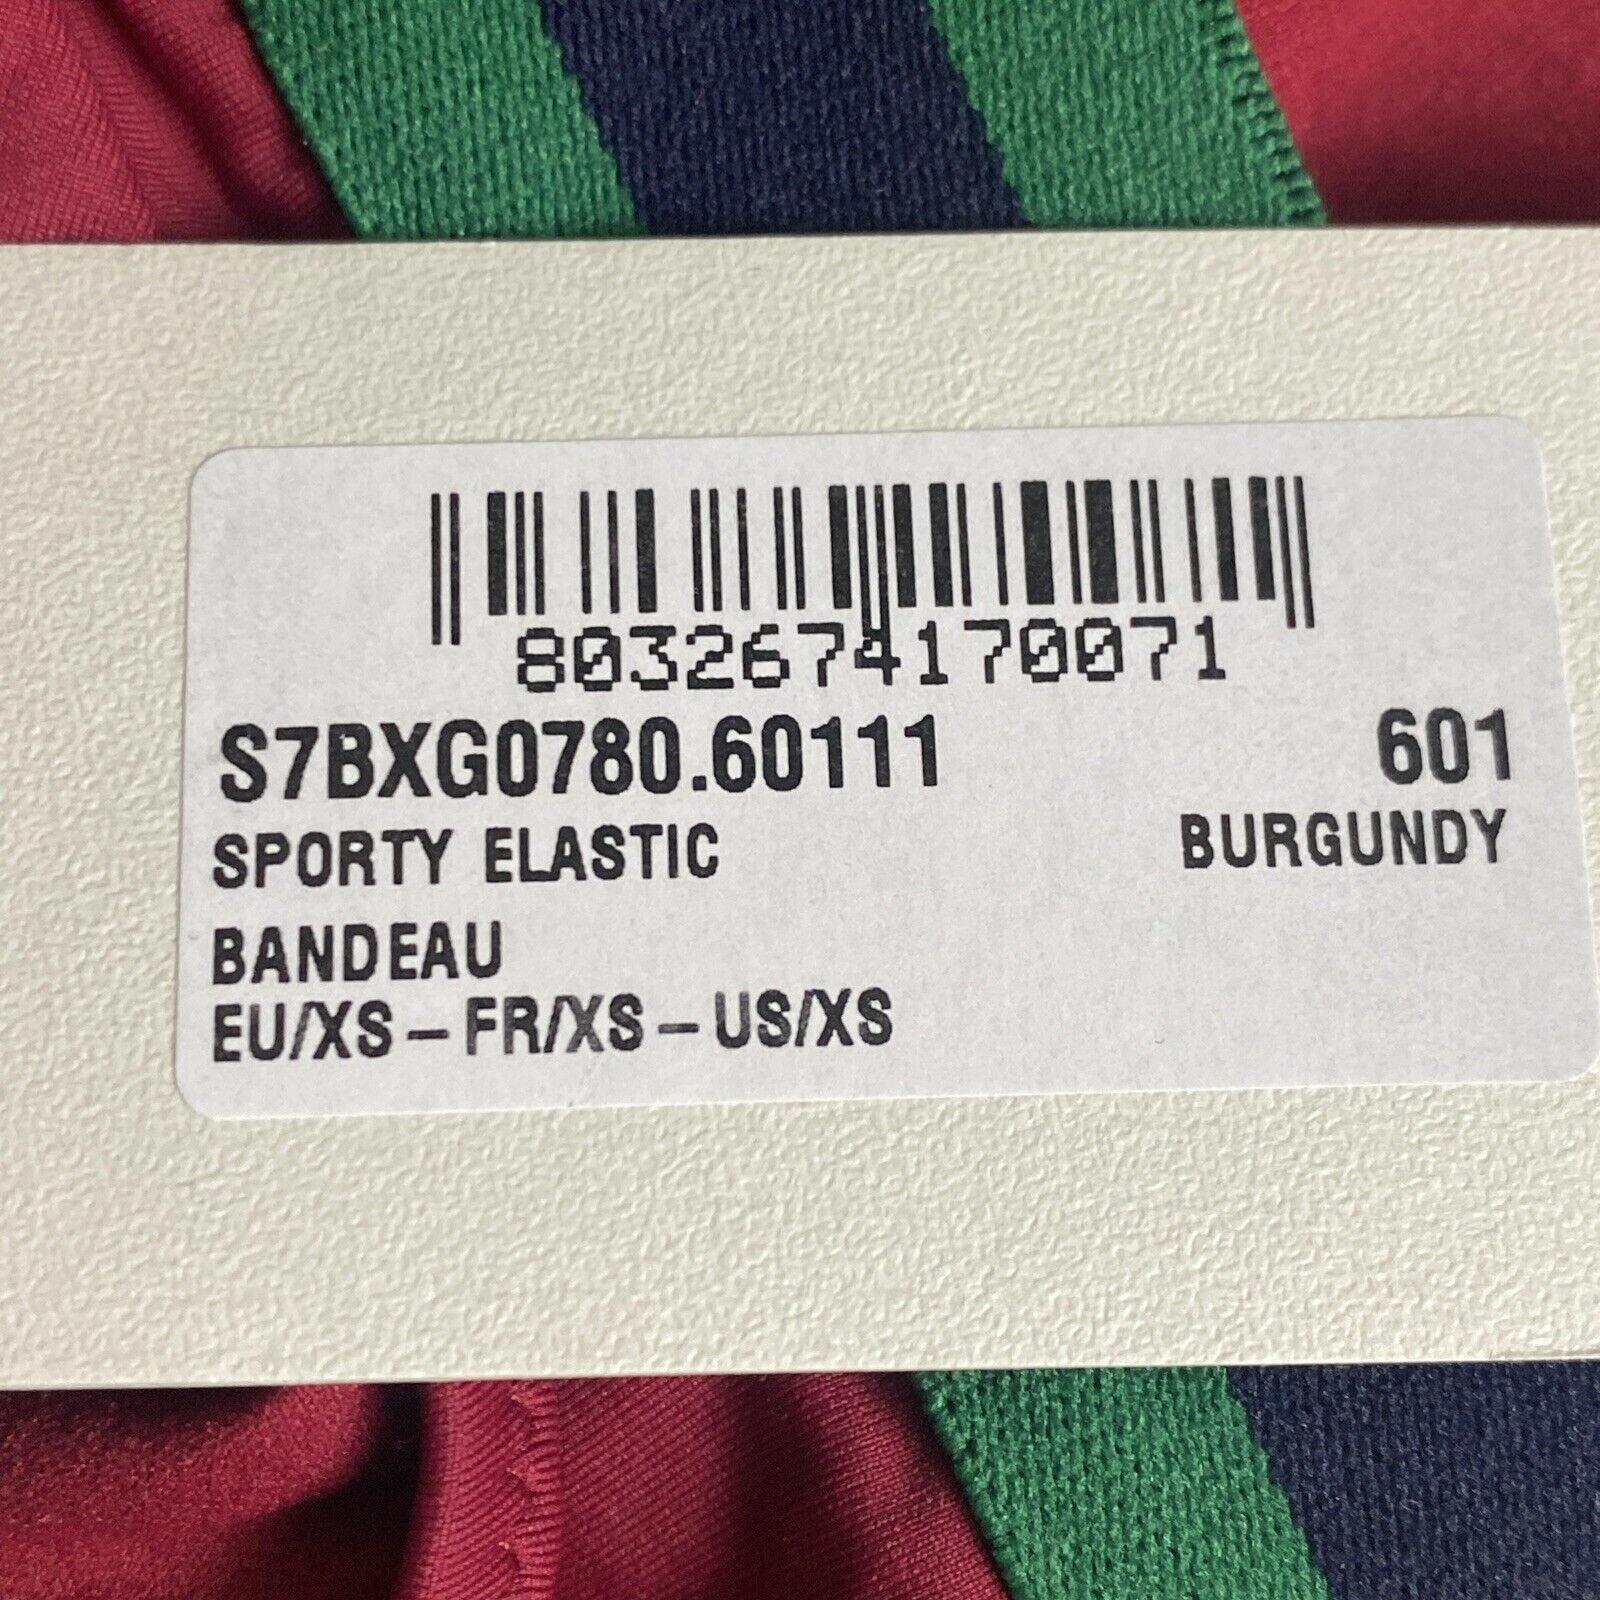 8032674170071
S7BXG0780.60111 601
SPORTY ELASTIC BURGUNDY
BANDEAU
EU/XS – FR/XS – US/XS